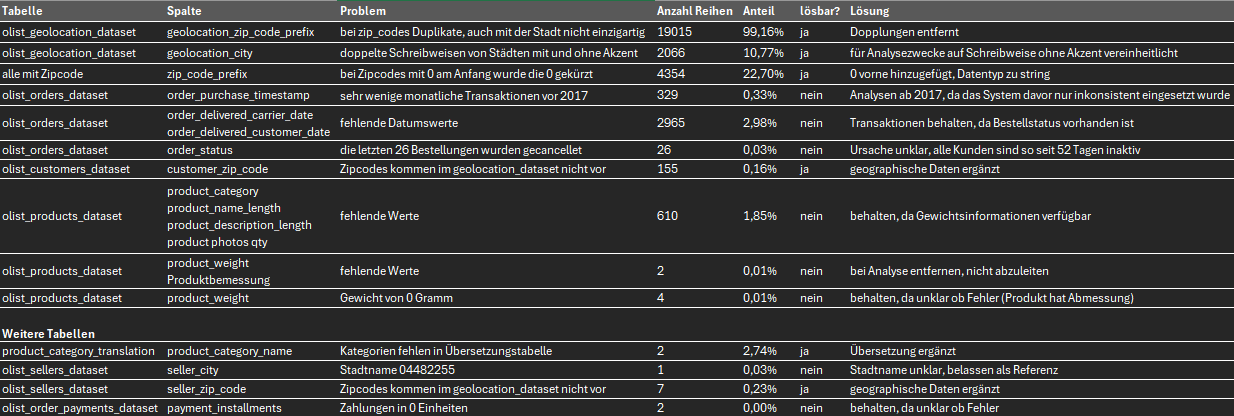 Tabelle Spalte Problem Anzahl Reihen Anteil lösbar? Lösung
olist_geolocation_dataset geolocation_zip_code_prefix bei zip_codes Duplikate, auch mit der Stadt nicht einzigartig 19015 99,16% ja Dopplungen entfernt
olist_geolocation_dataset geolocation_city doppelte Schreibweisen von Städten mit und ohne Akzent 2066 10,77% ja für Analysezwecke auf Schreibweise ohne Akzent vereinheitlicht
alle mit Zipcode zip_code_prefix bei Zipcodes mit 0 am Anfang wurde die 0 gekürzt 4354 22,70% ja 0 vorne hinzugefügt, Datentyp zu string
olist_orders_dataset order_purchase_timestamp sehr wenige monatliche Transaktionen vor 2017 329 0,33% nein Analysen ab 2017, da das System davor nur inkonsistent eingesetzt wurde
order_delivered_carrier_date
olist_orders_dataset order_delivered_customer_date fehlende Datumswerte 2965 2,98% nein Transaktionen behalten, da Bestellstatus vorhanden ist
olist_orders_dataset order_status die letzten 26 Bestellungen wurden gecancellet 26 0,03% nein Ursache unklar, alle Kunden sind so seit 52 Tagen inaktiv
olist_customers_dataset customer_zip_code Zipcodes kommen im geolocation_dataset nicht vor 155 0,16% ja geographische Daten ergänzt
product_category
product_name_length
olist_products_dataset product_description_length fehlende Werte 610 1,85% nein behalten, da Gewichtsinformationen verfügbar
product photos qty
product_weight
olist_products_dataset Produktbemessung fehlende Werte 2 0,01% nein bei Analyse entfernen, nicht abzuleiten
olist_products_dataset product_weight Gewicht von 0 Gramm 4 0,01% nein behalten, da unklar ob Fehler (Produkt hat Abmessung)
Weitere Tabellen
product_category_translation product_category_name Kategorien fehlen in Übersetzungstabelle 2 2,74% ja Übersetzung ergänzt
olist_sellers_dataset seller_city Stadtname 04482255 1 0,03% nein Stadtname unklar, belassen als Referenz
olist_sellers_dataset seller_zip_code Zipcodes kommen im geolocation_dataset nicht vor 7 0,23% ja geographische Daten ergänzt
olist_order_payments_dataset payment_installments Zahlungen in 0 Einheiten 2 0,00% nein behalten, da unklar ob Fehler